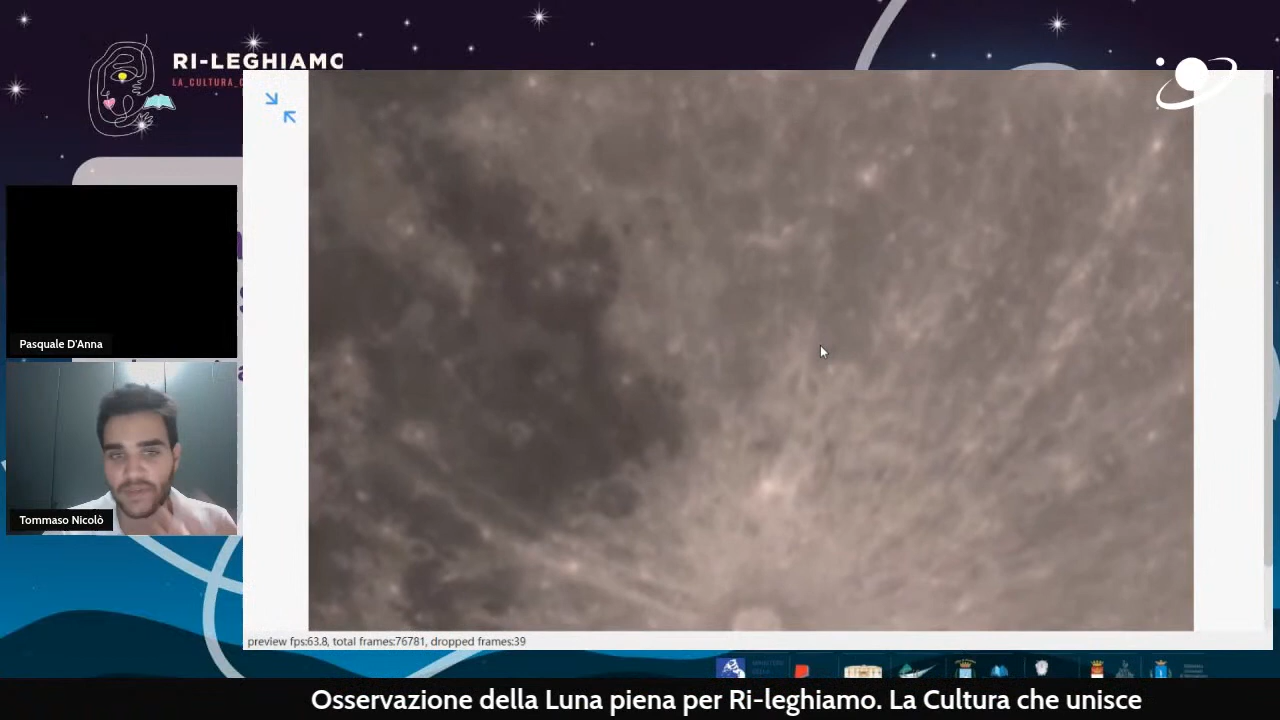 RI-LEGHIAMO
LA_CULTURA_C
Pasquale D'Anna
Tommaso Nicolò
preview fps:63.8, total frames:76781, dropped frames:39
Osservazione della Luna piena per Ri-leghiamo. La Cultura che unisce